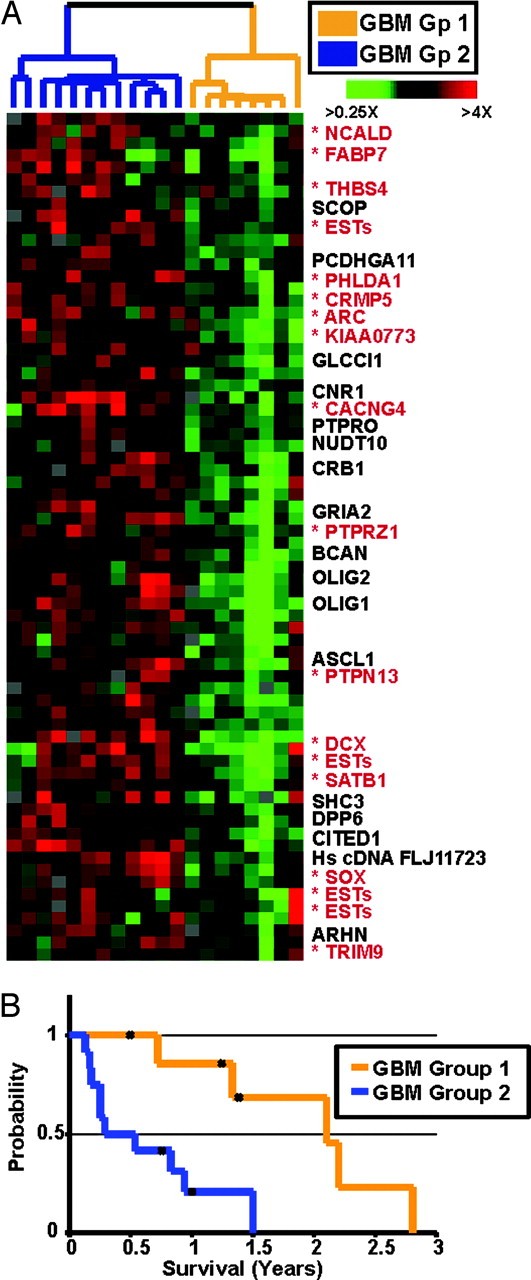 A
GBM Gp 1
GBM Gp 2
>0.25X >4X
* NCALD
* FABP7
* THBS4
SCOP
* ESTs
PCDHGA11
* PHLDA1
* CRMP5
* ARC
* KIAA0773
GLCCI1
CNR1
* CACNG4
PTPRO
NUDT10
CRB1
GRIA2
* PTPRZ1
BCAN
OLIG2
OLIG1
ASCL1
* PTPN13
* DCX
* ESTs
* SATB1
SHC3
DPP6
CITED1
Hs cDNA FLJ11723
* SOX
* ESTs
* ESTs
ARHN
* TRIM9
B
1
0.5
0
Probability
GBM Group 1
GBM Group 2
0 0.5 1 1.5 2 2.5 3
Survival (Years)